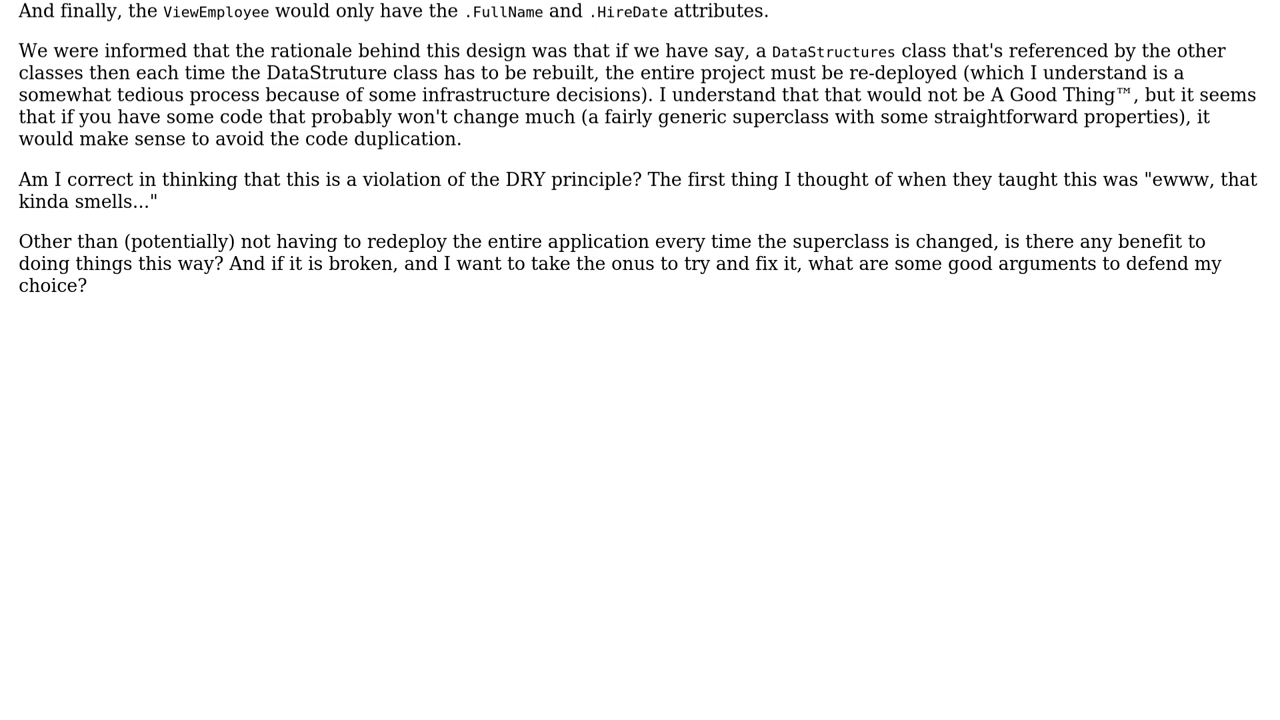 And finally, the ViewEmployee would only have the .FullName and .HireDate attributes.
We were informed that the rationale behind this design was that if we have say, a DataStructures class that's referenced by the other
classes then each time the DataStruture class has to be rebuilt, the entire project must be re-deployed (which I understand is a
somewhat tedious process because of some infrastructure decisions). I understand that that would not be A Good Thing™, but it seems
that if you have some code that probably won't change much (a fairly generic superclass with some straightforward properties), it
would make sense to avoid the code duplication.
Am I correct in thinking that this is a violation of the DRY principle? The first thing I thought of when they taught this was "ewww, that
kinda smells..."
Other than (potentially) not having to redeploy the entire application every time the superclass is changed, is there any benefit to
doing things this way? And if it is broken, and I want to take the onus to try and fix it, what are some good arguments to defend my
choice?